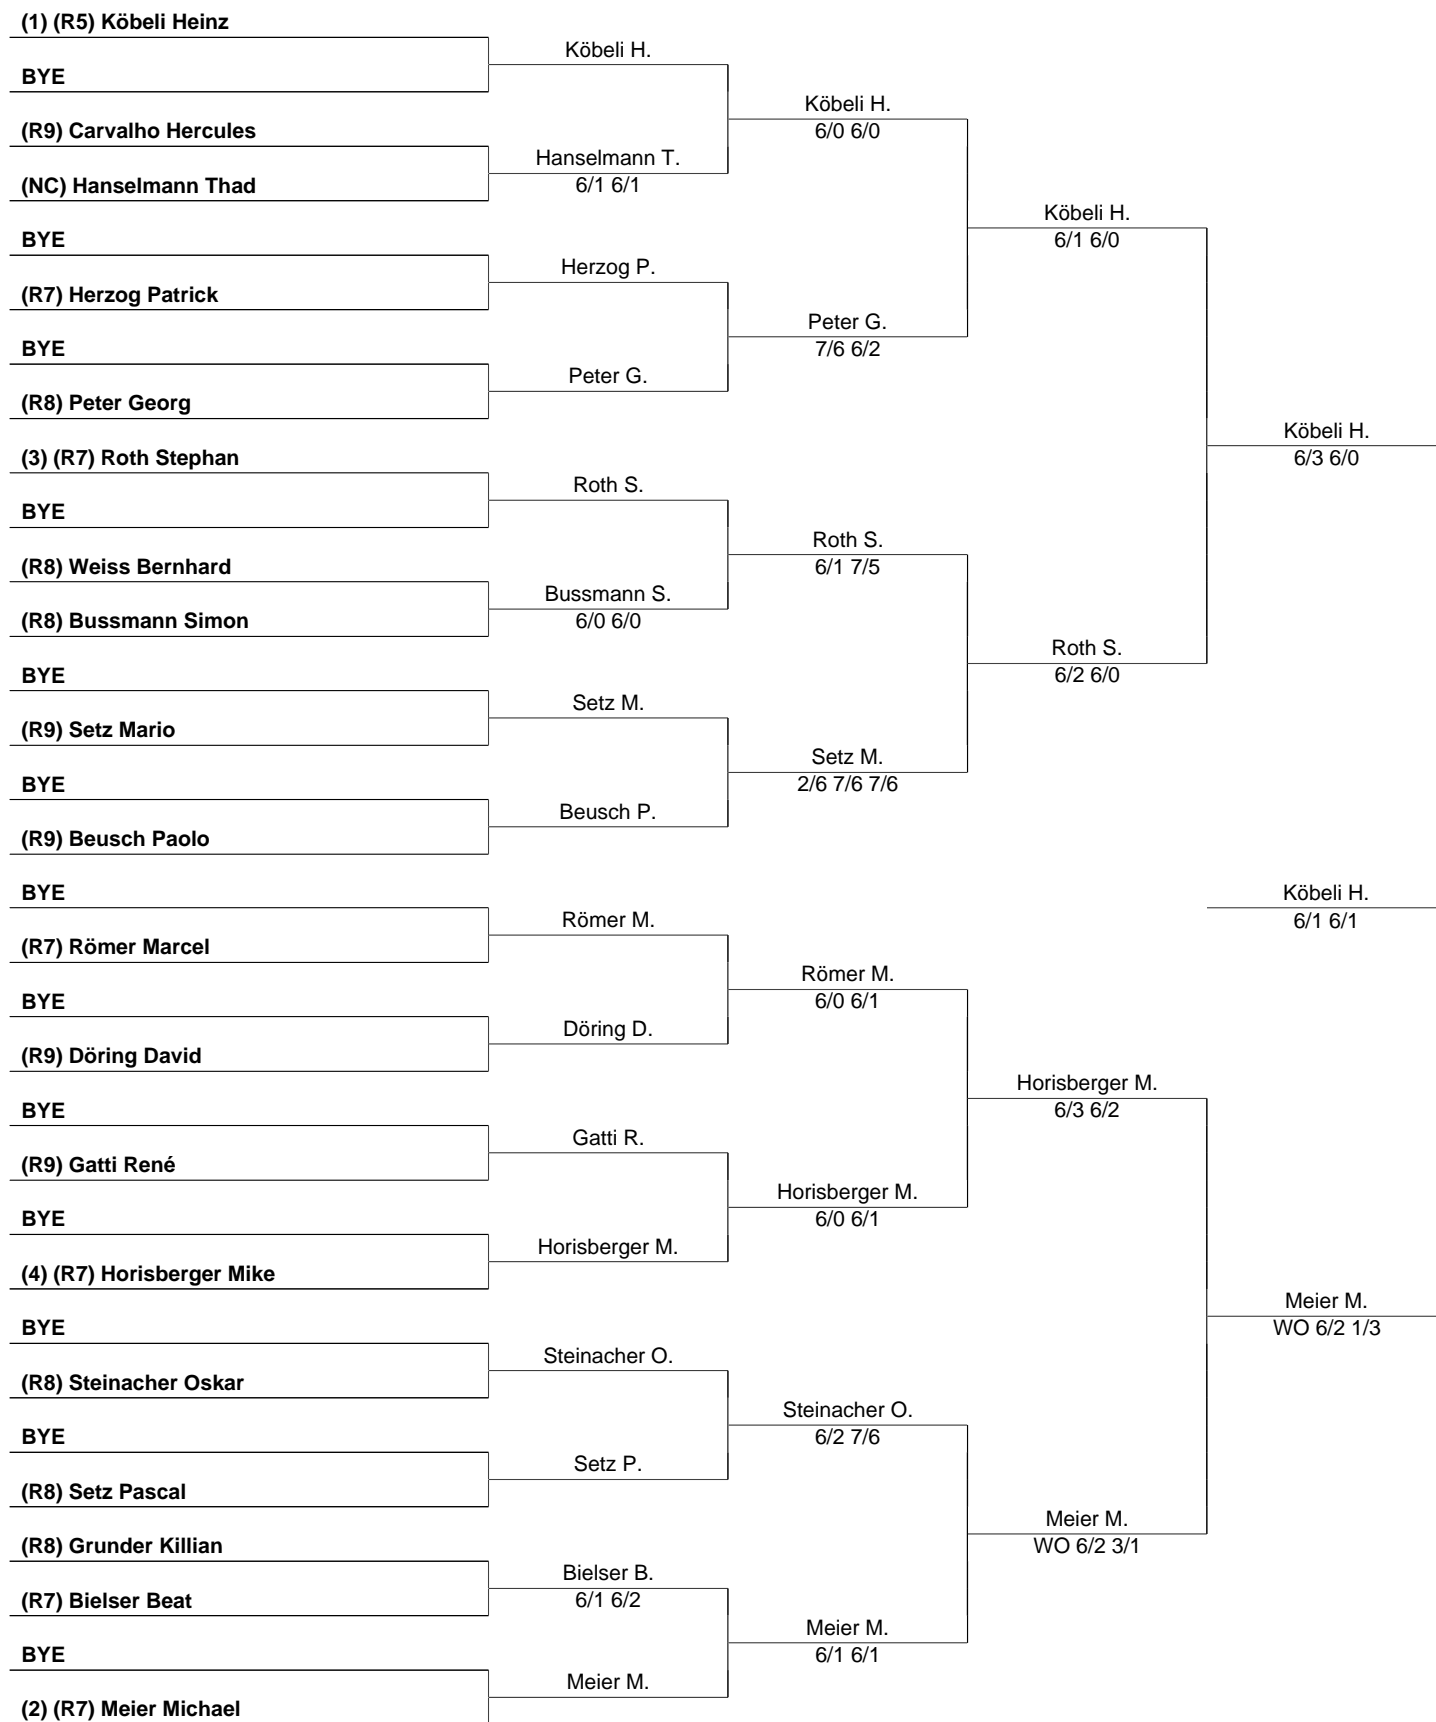 (1) (R5) Köbeli Heinz
Köbeli H.
BYE
Köbeli H.
6/0 6/0
(R9) Carvalho Hercules
Hanselmann T.
6/1 6/1
(NC) Hanselmann Thad
Köbeli H.
6/1 6/0
BYE
Herzog P.
(R7) Herzog Patrick
Peter G.
7/6 6/2
BYE
Peter G.
(R8) Peter Georg
Köbeli H.
6/3 6/0
(3) (R7) Roth Stephan
Roth S.
BYE
Roth S.
6/1 7/5
(R8) Weiss Bernhard
Bussmann S.
6/0 6/0
(R8) Bussmann Simon
Roth S.
6/2 6/0
BYE
Setz M.
(R9) Setz Mario
Setz M.
2/6 7/6 7/6
BYE
Beusch P.
(R9) Beusch Paolo
BYE
Köbeli H.
6/1 6/1
Römer M.
(R7) Römer Marcel
Römer M.
6/0 6/1
BYE
Döring D.
(R9) Döring David
Horisberger M.
6/3 6/2
BYE
Gatti R.
(R9) Gatti René
Horisberger M.
6/0 6/1
BYE
Horisberger M.
(4) (R7) Horisberger Mike
Meier M.
WO 6/2 1/3
BYE
Steinacher O.
(R8) Steinacher Oskar
Steinacher O.
6/2 7/6
BYE
Setz P.
(R8) Setz Pascal
Meier M.
WO 6/2 3/1
(R8) Grunder Killian
Bielser B.
6/1 6/2
(R7) Bielser Beat
Meier M.
6/1 6/1
BYE
Meier M.
(2) (R7) Meier Michael